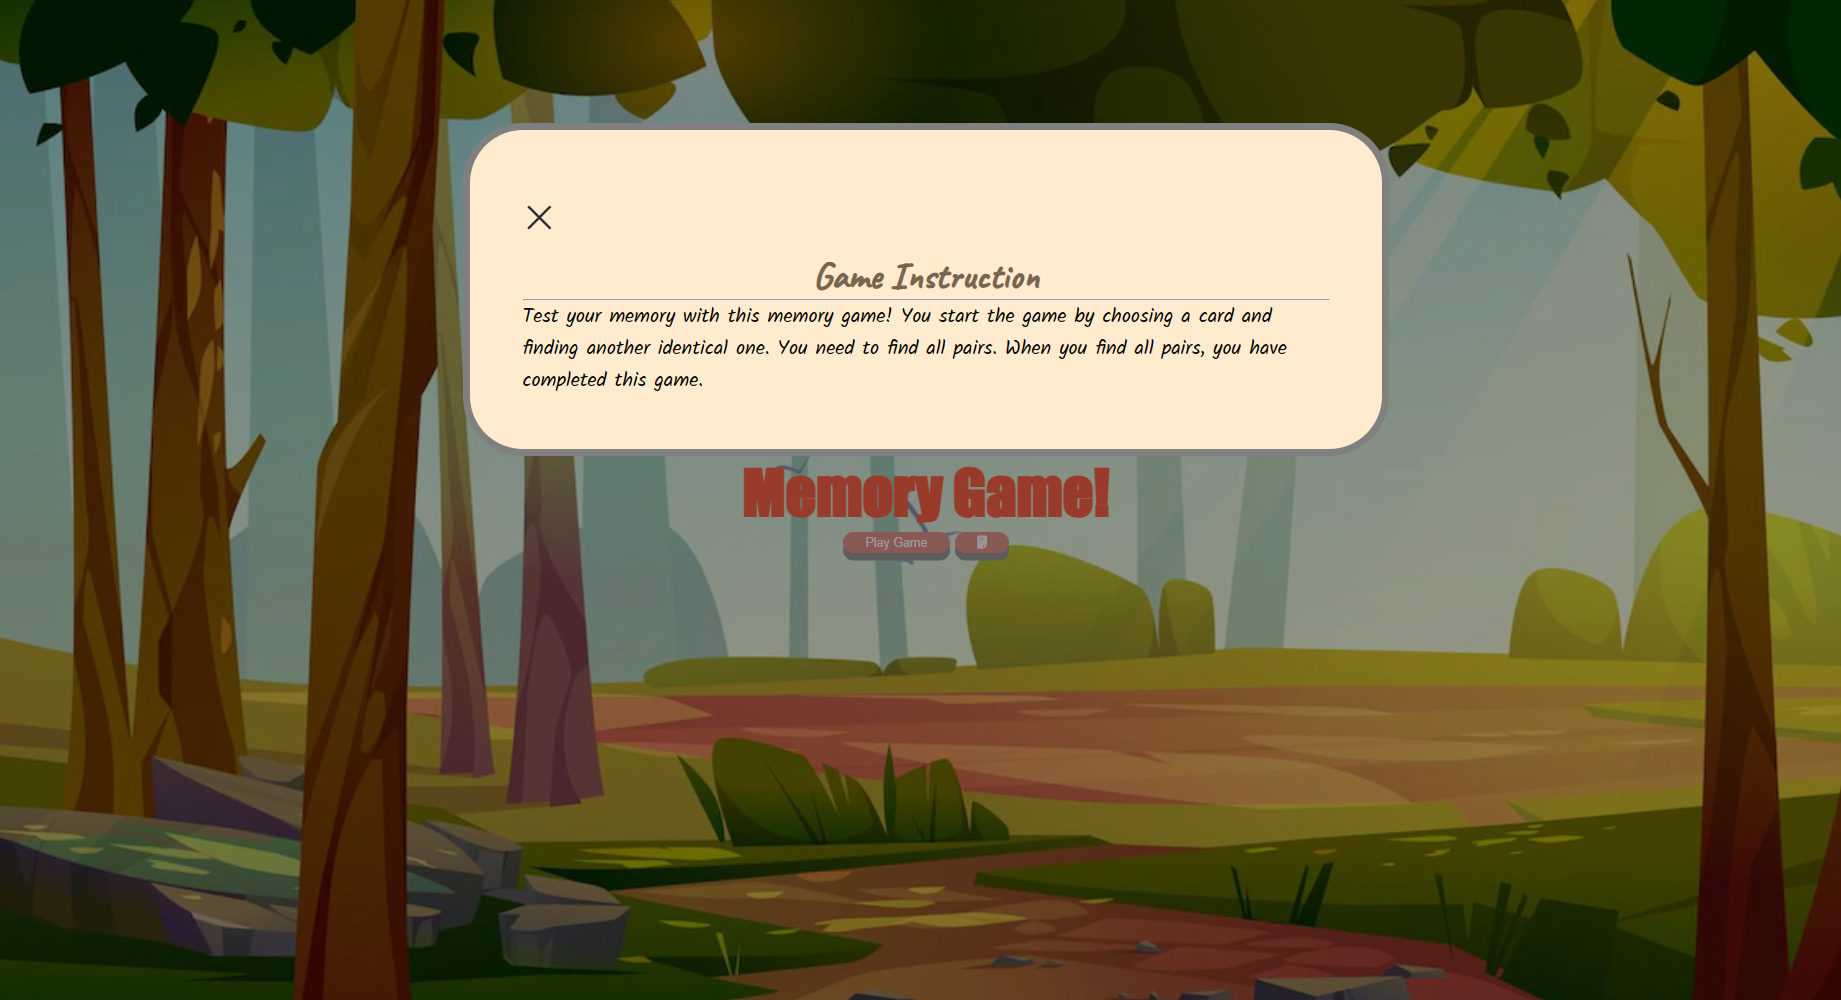 Game Instruction
Test your memory with this memory game! You start the game by choosing a card and
finding another identical one. You need to find all pairs. When you find all pairs, you have
completed this game.
Memory Game!
Play Game